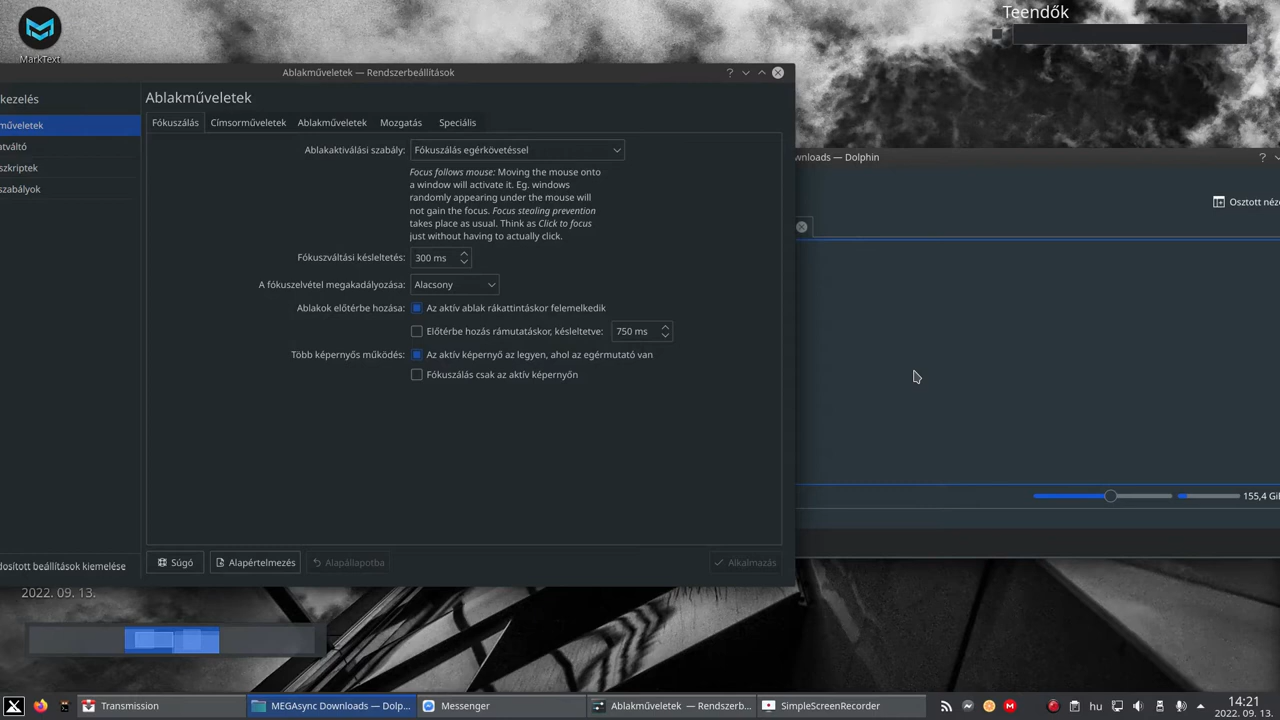 Teendők
MarkText
Ablakműveletek — Rendszerbeállítások
kezelés
műveletek
atváltó
szkriptek
szabályok
Ablakműveletek
Fókuszálás
Címsorműveletek
Ablakműveletek
Mozgatás
Speciális
Ablakaktiválási szabály:
Fókuszálás egérkövetéssel
Focus follows mouse: Moving the mouse onto
a window will activate it. Eg. windows
randomly appearing under the mouse will
not gain the focus. Focus stealing prevention
takes place as usual. Think as Click to focus
just without having to actually click.
Fókuszváltási késleltetés:
300 ms
A fókuszelvétel megakadályozása:
Alacsony
Ablakok előtérbe hozása:
Az aktív ablak rákattintáskor felemelkedik
Előtérbe hozás rámutatáskor, késleltetve:
750 ms
Több képernyős működés:
Az aktív képernyő az legyen, ahol az egérmutató van
Fókuszálás csak az aktív képernyőn
dosított beállítások kiemelése
Súgó
Alapértelmezés
Alapállapotba
Alkalmazás
wnloads — Dolphin
Osztott néze
155,4 GiB
2022. 09. 13.
Transmission
MEGAsync Downloads — Dolp...
Messenger
Ablakműveletek — Rendszerb...
SimpleScreenRecorder
hu
14:21
2022. 09. 13.